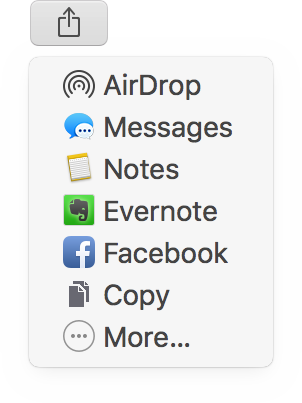 AirDrop
Messages
Notes
Evernote
Facebook
Copy
More...